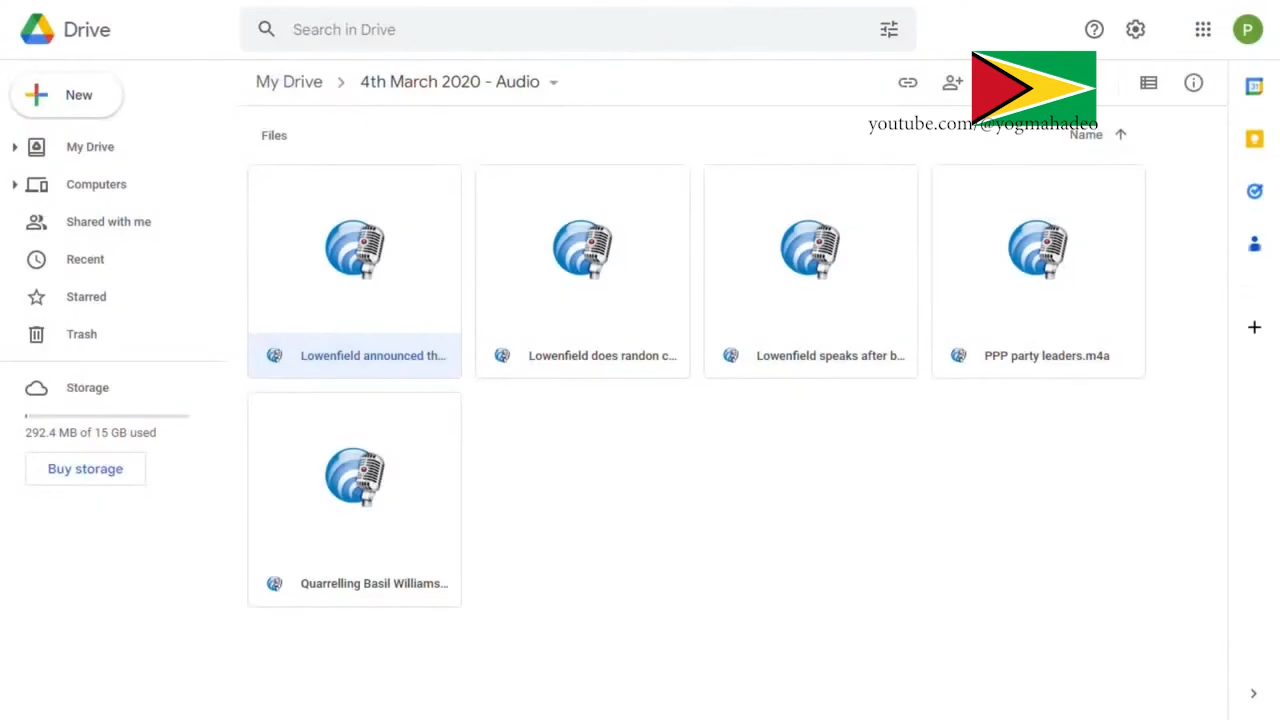 Drive
Search in Drive
P
New
My Drive
Computers
Shared with me
Recent
Starred
Trash
Storage
292.4 MB of 15 GB used
Buy storage
My Drive > 4th March 2020 - Audio
youtube.com/@yogmahadeo
Files
Name
Lowenfield announced th...
Lowenfield does randon c...
Lowenfield speaks after b...
PPP party leaders.m4a
Quarrelling Basil Williams...
31